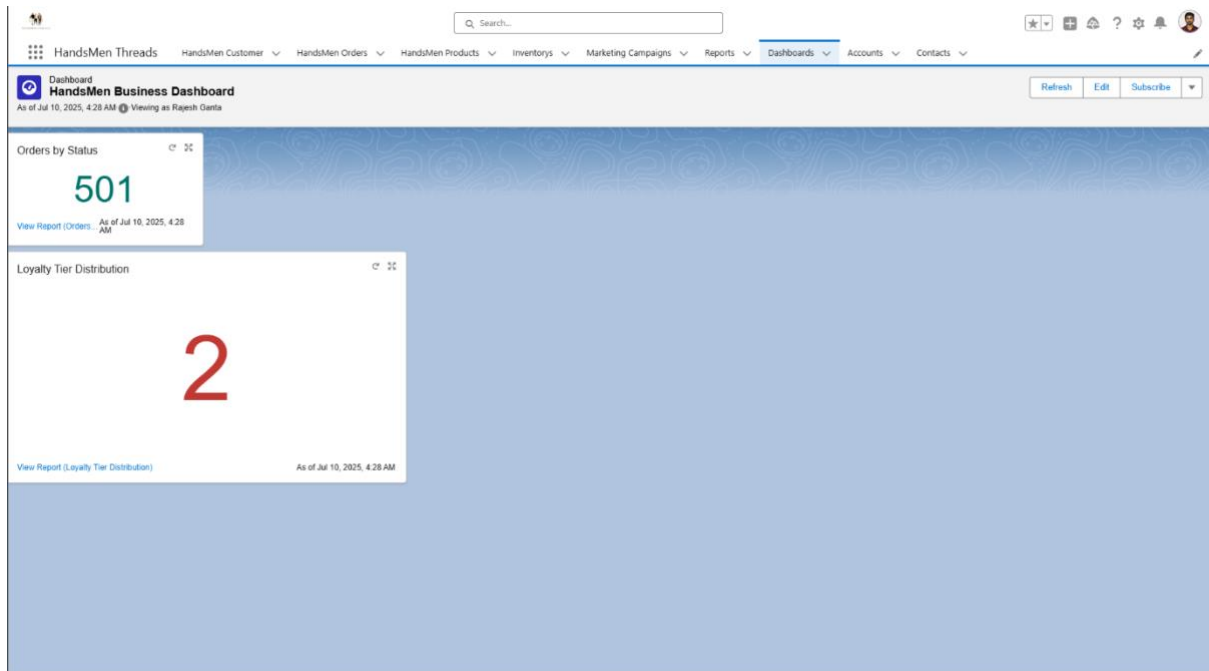 Search...
HandsMen Threads HandsMen Customer HandsMen Orders HandsMen Products Inventorys Marketing Campaigns Reports Dashboards Accounts Contacts
Dashboard
HandsMen Business Dashboard
As of Jul 10, 2025, 4:28 AM Viewing as Rajesh Ganta
Refresh Edit Subscribe
Orders by Status
501
View Report (Orders... As of Jul 10, 2025, 4:28
AM
Loyalty Tier Distribution
2
View Report (Loyalty Tier Distribution) As of Jul 10, 2025, 4:28 AM